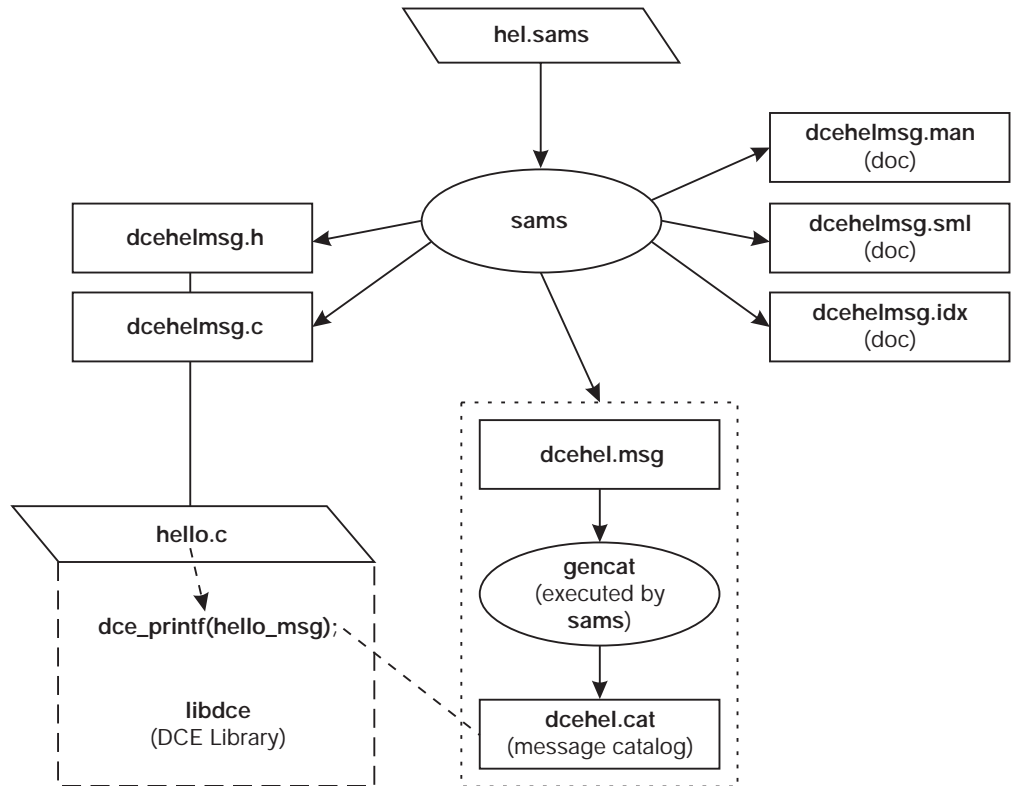 hel.sams
dcehelmsg.man
(doc)
sams
dcehelmsg.h
dcehelmsg.sml
(doc)
dcehelmsg.c
dcehelmsg.idx
(doc)
dcehel.msg
hello.c
gencat
(executed by
sams)
dce_printf(hello_msg);
libdce
(DCE Library)
dcehel.cat
(message catalog)